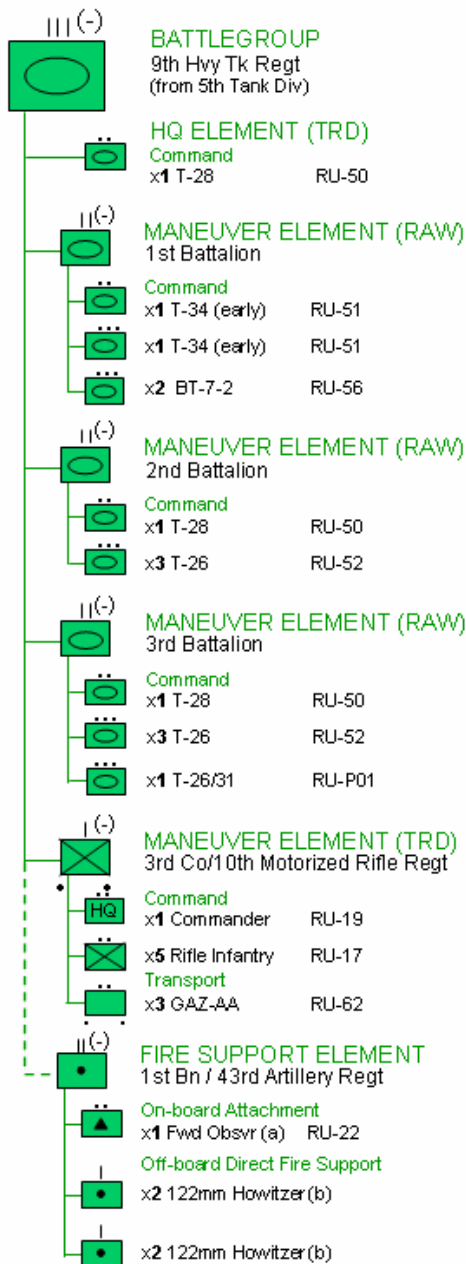 (-)
BATTLEGROUP
9th Hvy Tk Regt
(from 5th Tank Div)
HQ ELEMENT (TRD)
Command
x1 T-28 RU-50
(-)
MANEUVER ELEMENT (RAW)
1st Battalion
Command
x1 T-34 (early) RU-51
x1 T-34 (early) RU-51
x2 BT-7-2 RU-56
(-)
MANEUVER ELEMENT (RAW)
2nd Battalion
Command
x1 T-28 RU-50
x3 T-26 RU-52
(-)
MANEUVER ELEMENT (RAW)
3rd Battalion
Command
x1 T-28 RU-50
x3 T-26 RU-52
x1 T-26/31 RU-P01
(-)
MANEUVER ELEMENT (TRD)
3rd Co/10th Motorized Rifle Regt
Command
HQ x1 Commander RU-19
x5 Rifle Infantry RU-17
Transport
x3 GAZ-AA RU-62
(-)
FIRE SUPPORT ELEMENT
1st Bn / 43rd Artillery Regt
On-board Attachment
x1 Fwd Obsvr (a) RU-22
Off-board Direct Fire Support
x2 122mm Howitzer (b)
x2 122mm Howitzer (b)